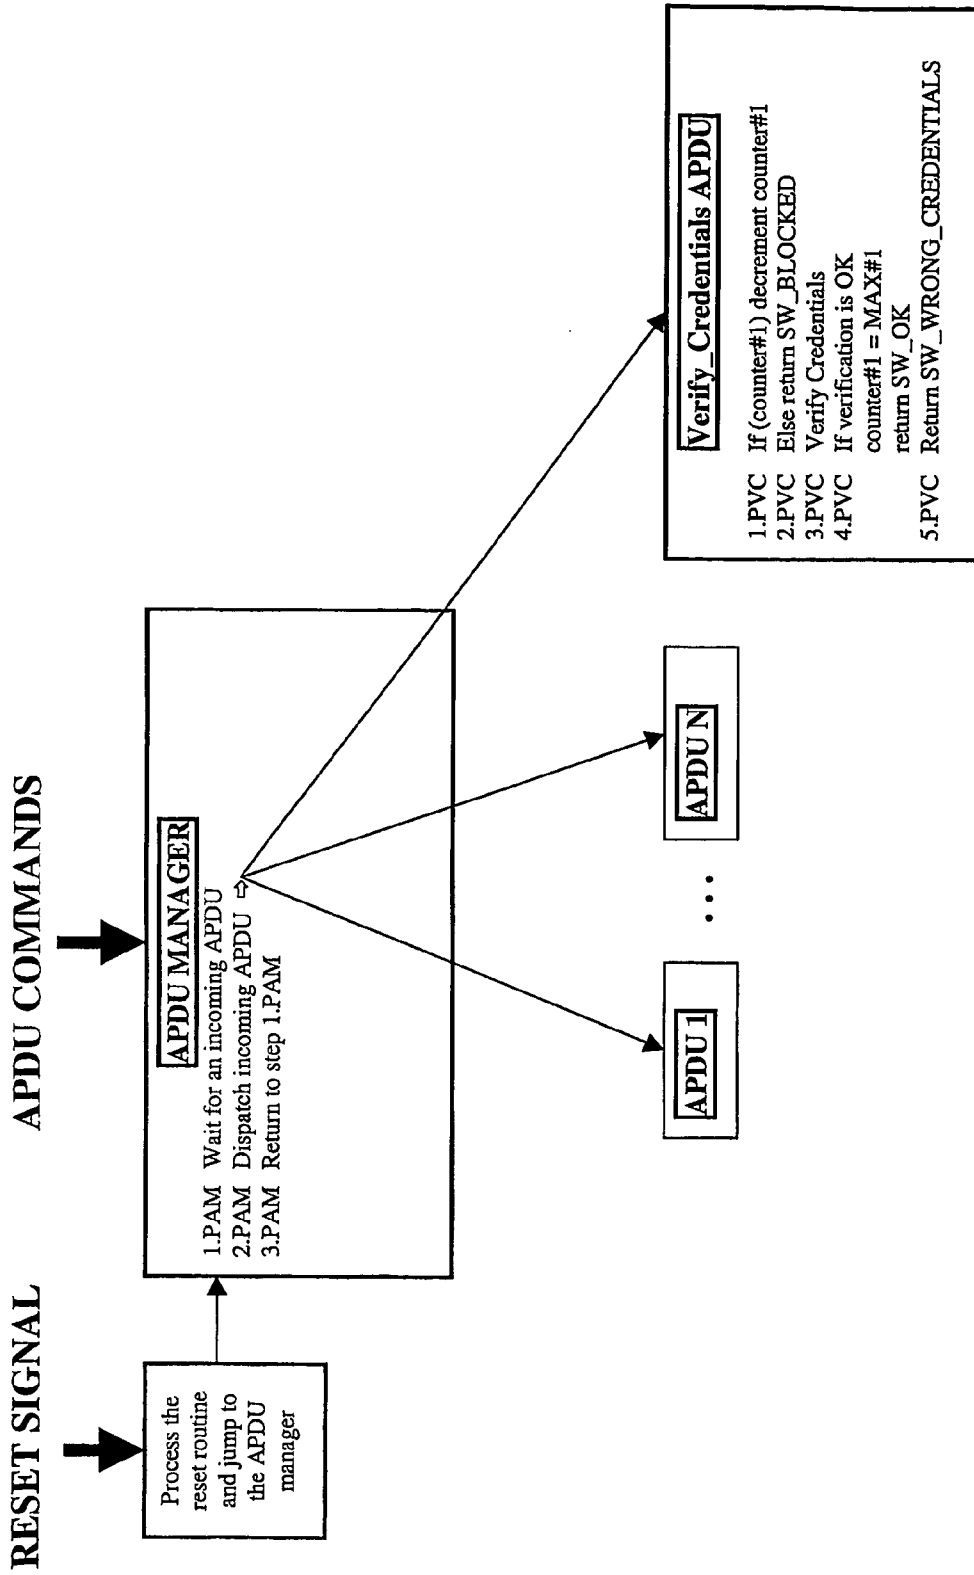 RESET SIGNAL
APDU COMMANDS
Process the
reset routine
and jump to
the APDU
manager
APDU MANAGER
1.PAM Wait for an incoming APDU
2.PAM Dispatch incoming APDU ⇨
3.PAM Return to step 1.PAM
APDU 1
...
APDU N
Verify_Credentials APDU
1.PVC If (counter#1) decrement counter#1
2.PVC Else return SW_BLOCKED
3.PVC Verify Credentials
4.PVC If verification is OK
counter#1 = MAX#1
return SW_OK
5.PVC Return SW_WRONG_CREDENTIALS